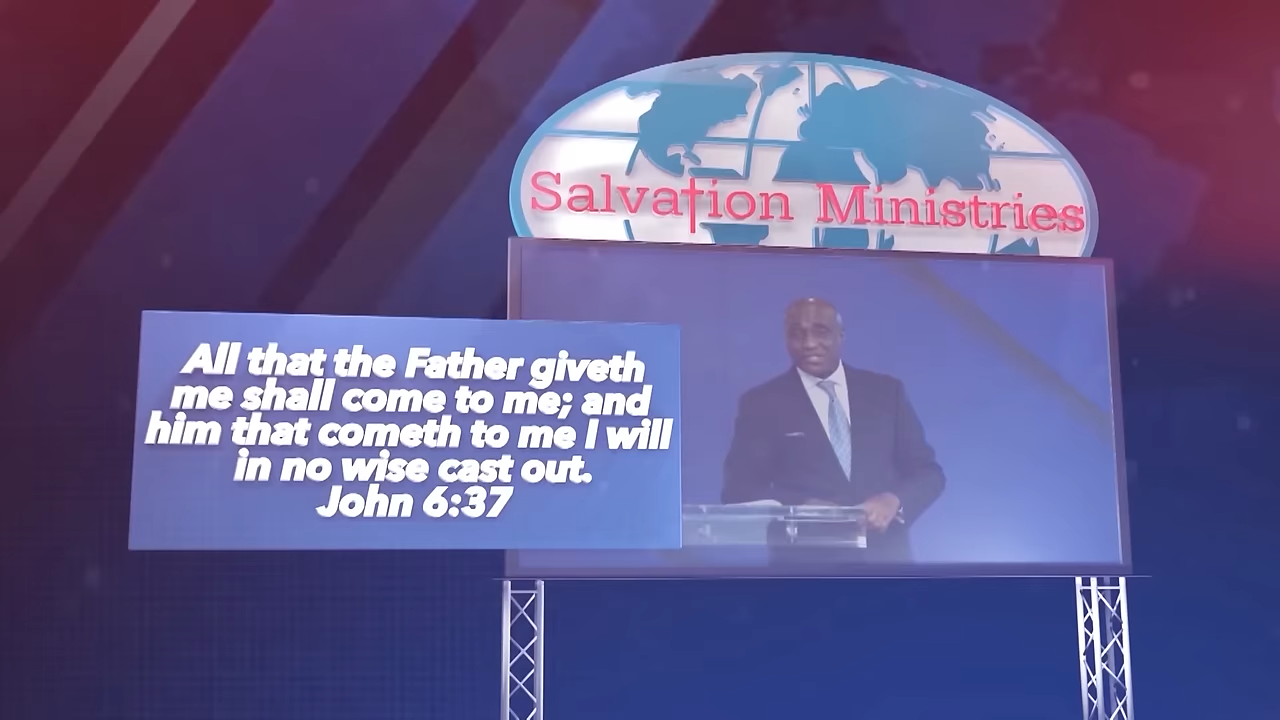 Salvation Ministries
All that the Father giveth
me shall come to me; and
him that cometh to me I will
in no wise cast out.
John 6:37